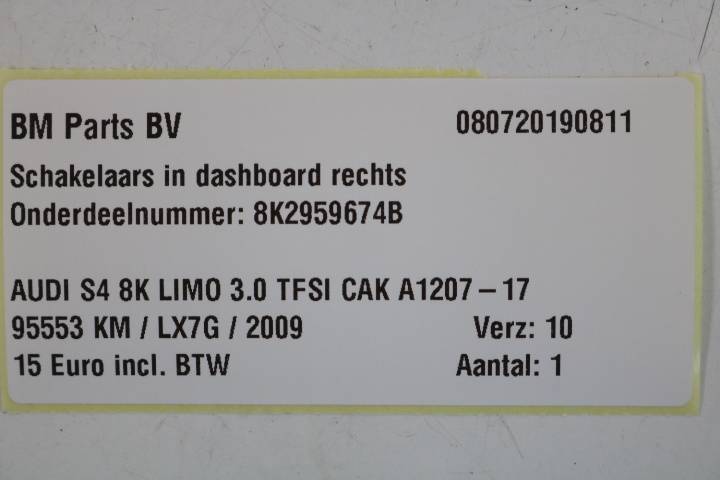 BM Parts BV 080720190811
Schakelaars in dashboard rechts
Onderdeelnummer: 8K2959674B
AUDI S4 8K LIMO 3.0 TFSI CAK A1207 – 17
95553 KM / LX7G / 2009 Verz: 10
15 Euro incl. BTW Aantal: 1